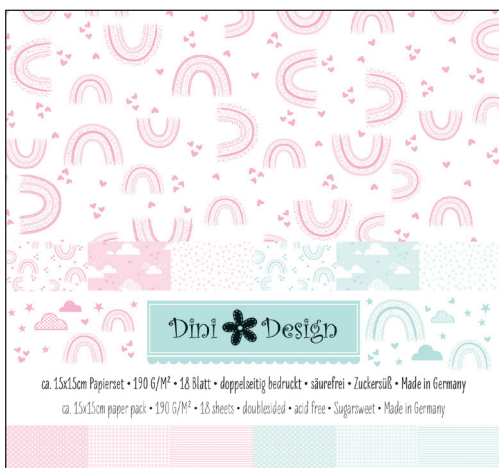 Dini Design
ca. 15x15cm Papierset • 190 G/M² • 18 Blatt • doppelseitig bedruckt • säurefrei • Zuckersüß • Made in Germany
ca. 15x15cm paper pack • 190 G/M² • 18 sheets • doublesided • acid free • Sugarsweet • Made in Germany